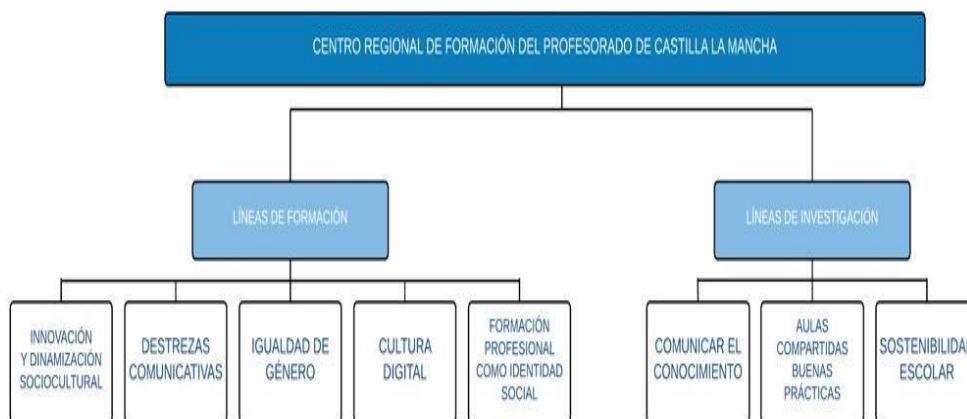 CENTRO REGIONAL DE FORMACIÓN DEL PROFESORADO DE CASTILLA LA MANCHA
LÍNEAS DE FORMACIÓN
LÍNEAS DE INVESTIGACIÓN
INNOVACIÓN
Y DINAMIZACIÓN
SOCIOCULTURAL
DESTREZAS
COMUNICATIVAS
IGUALDAD DE
GÉNERO
CULTURA
DIGITAL
FORMACIÓN
PROFESIONAL
COMO IDENTIDAD
SOCIAL
COMUNICAR EL
CONOCIMIENTO
AULAS
COMPARTIDAS
BUENAS
PRÁCTICAS
SOSTENIBILIDA
ESCOLAR